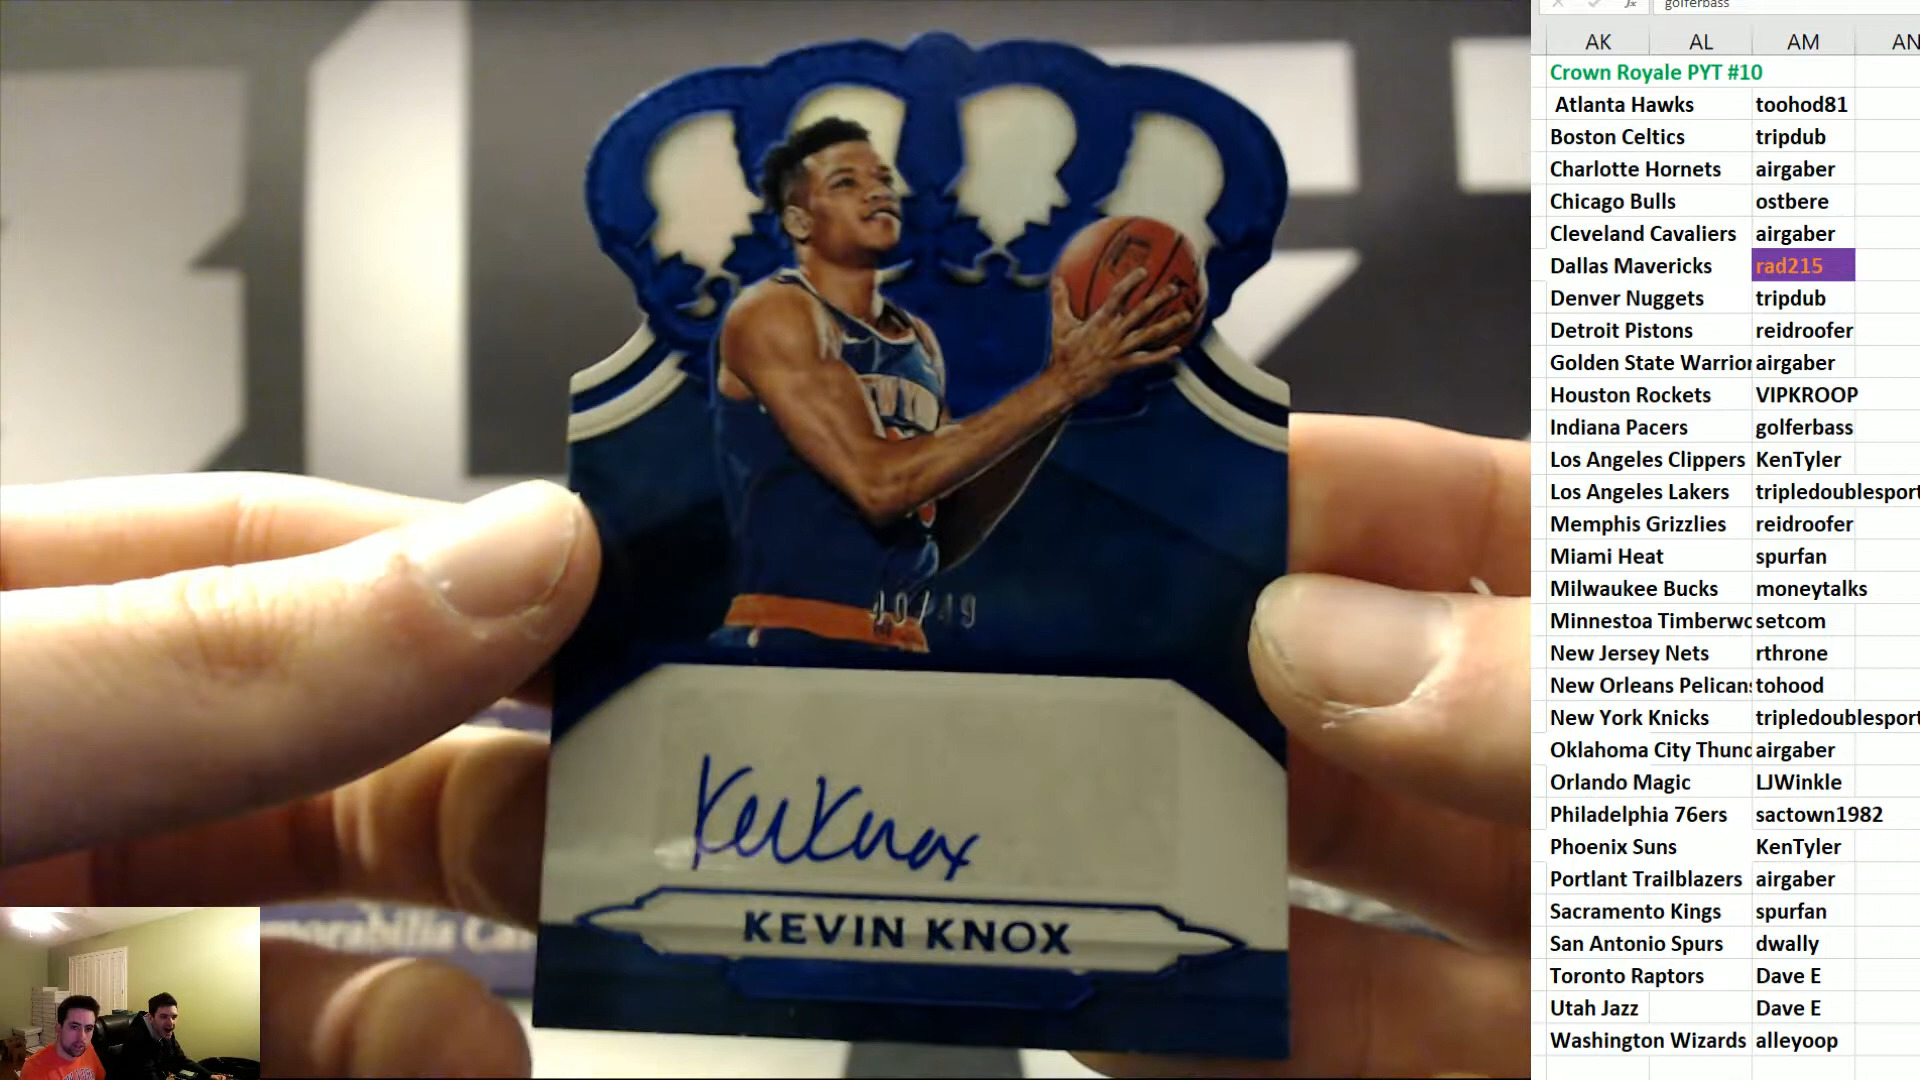 golferbass
AK AL AM AN
Crown Royale PYT #10
Atlanta Hawks toohod81
Boston Celtics tripdub
Charlotte Hornets airgaber
Chicago Bulls ostbere
Cleveland Cavaliers airgaber
Dallas Mavericks rad215
Denver Nuggets tripdub
Detroit Pistons reidroofer
Golden State Warrior airgaber
Houston Rockets VIPKROOP
Indiana Pacers golferbass
Los Angeles Clippers KenTyler
Los Angeles Lakers tripledoublesport
Memphis Grizzlies reidroofer
Miami Heat spurfan
Milwaukee Bucks moneytalks
Minnestoa Timberwo setcom
New Jersey Nets rthrone
New Orleans Pelicans tohood
New York Knicks tripledoublesport
Oklahoma City Thund airgaber
Orlando Magic LJWinkle
Philadelphia 76ers sactown1982
Phoenix Suns KenTyler
Portlant Trailblazers airgaber
Sacramento Kings spurfan
San Antonio Spurs dwally
Toronto Raptors Dave E
Utah Jazz Dave E
Washington Wizards alleyoop
KevKnox
KEVIN KNOX